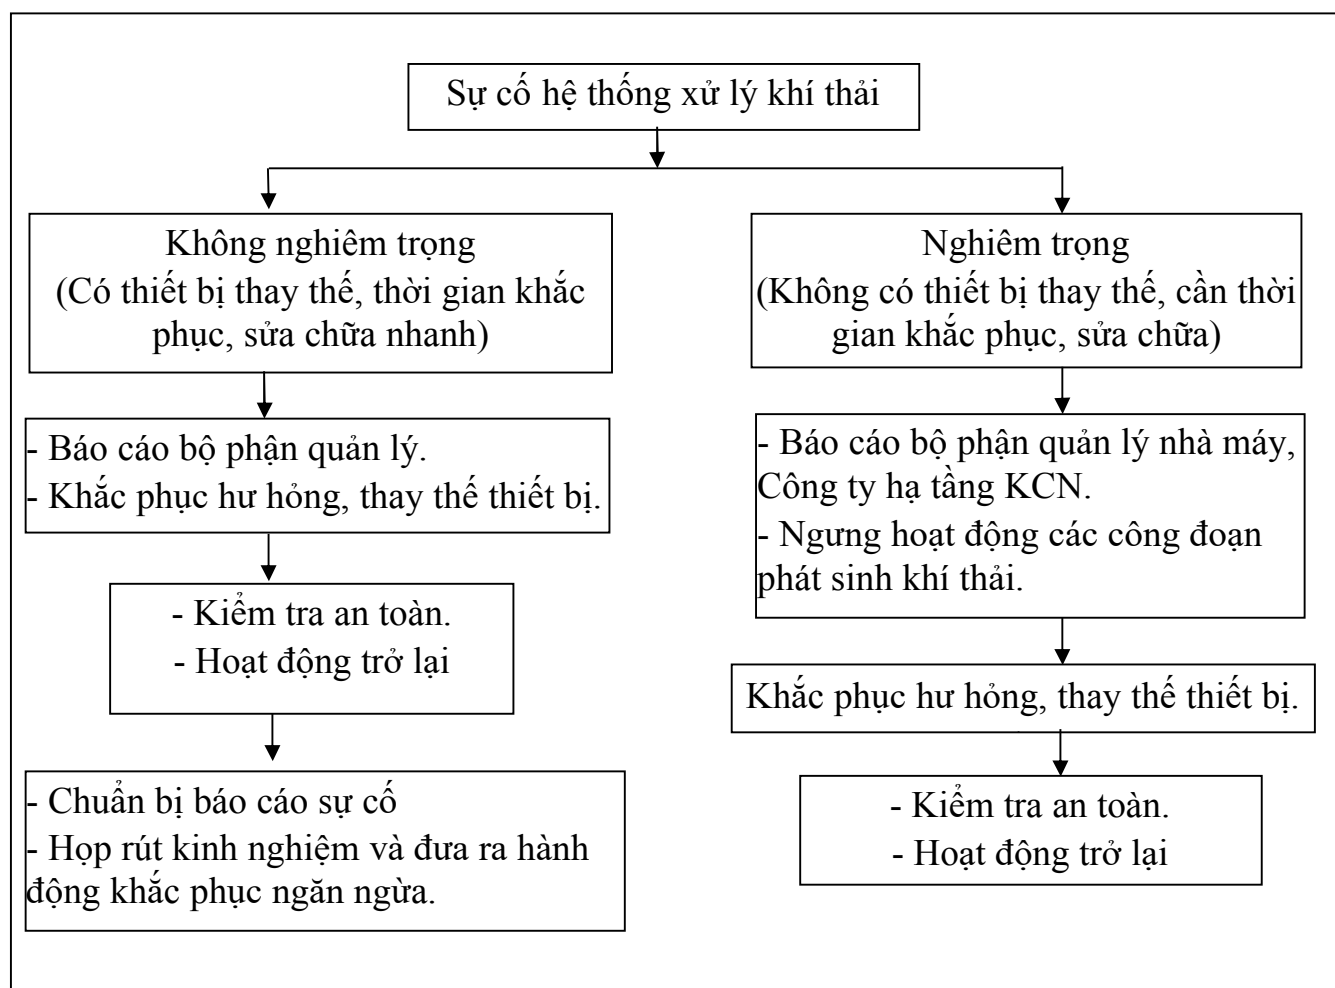 Sự cố hệ thống xử lý khí thải
Không nghiêm trọng
(Có thiết bị thay thế, thời gian khắc
phục, sửa chữa nhanh)
- Báo cáo bộ phận quản lý.
- Khắc phục hư hỏng, thay thế thiết bị.
- Kiểm tra an toàn.
- Hoạt động trở lại
- Chuẩn bị báo cáo sự cố
- Họp rút kinh nghiệm và đưa ra hành
động khắc phục ngăn ngừa.
Nghiêm trọng
(Không có thiết bị thay thế, cần thời
gian khắc phục, sửa chữa)
- Báo cáo bộ phận quản lý nhà máy,
Công ty hạ tầng KCN.
- Ngưng hoạt động các công đoạn
phát sinh khí thải.
Khắc phục hư hỏng, thay thế thiết bị.
- Kiểm tra an toàn.
- Hoạt động trở lại